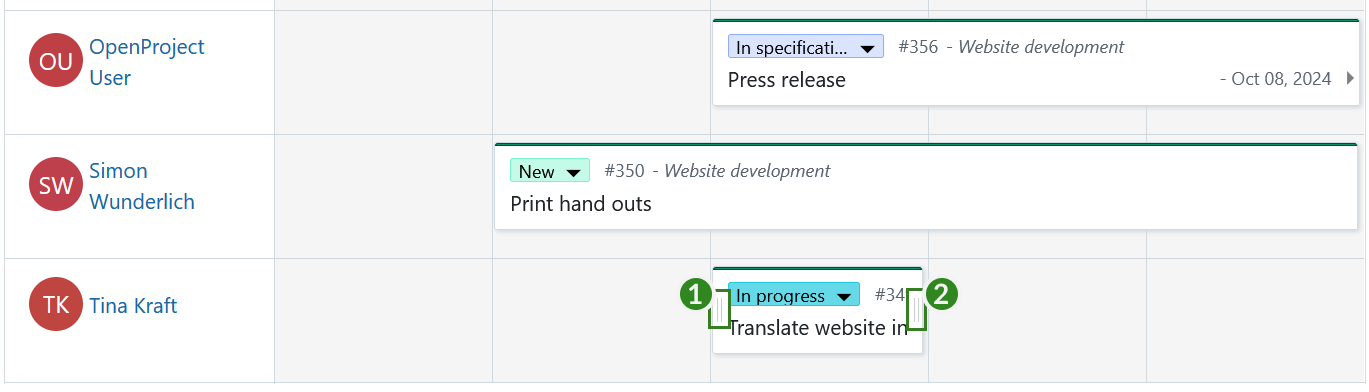 OU
OpenProject
User
In specificati...
#356 - Website development
Press release
- Oct 08, 2024
SW
Simon
Wunderlich
New
#350 - Website development
Print hand outs
TK
Tina Kraft
1
In progress
#34
2
Translate website in